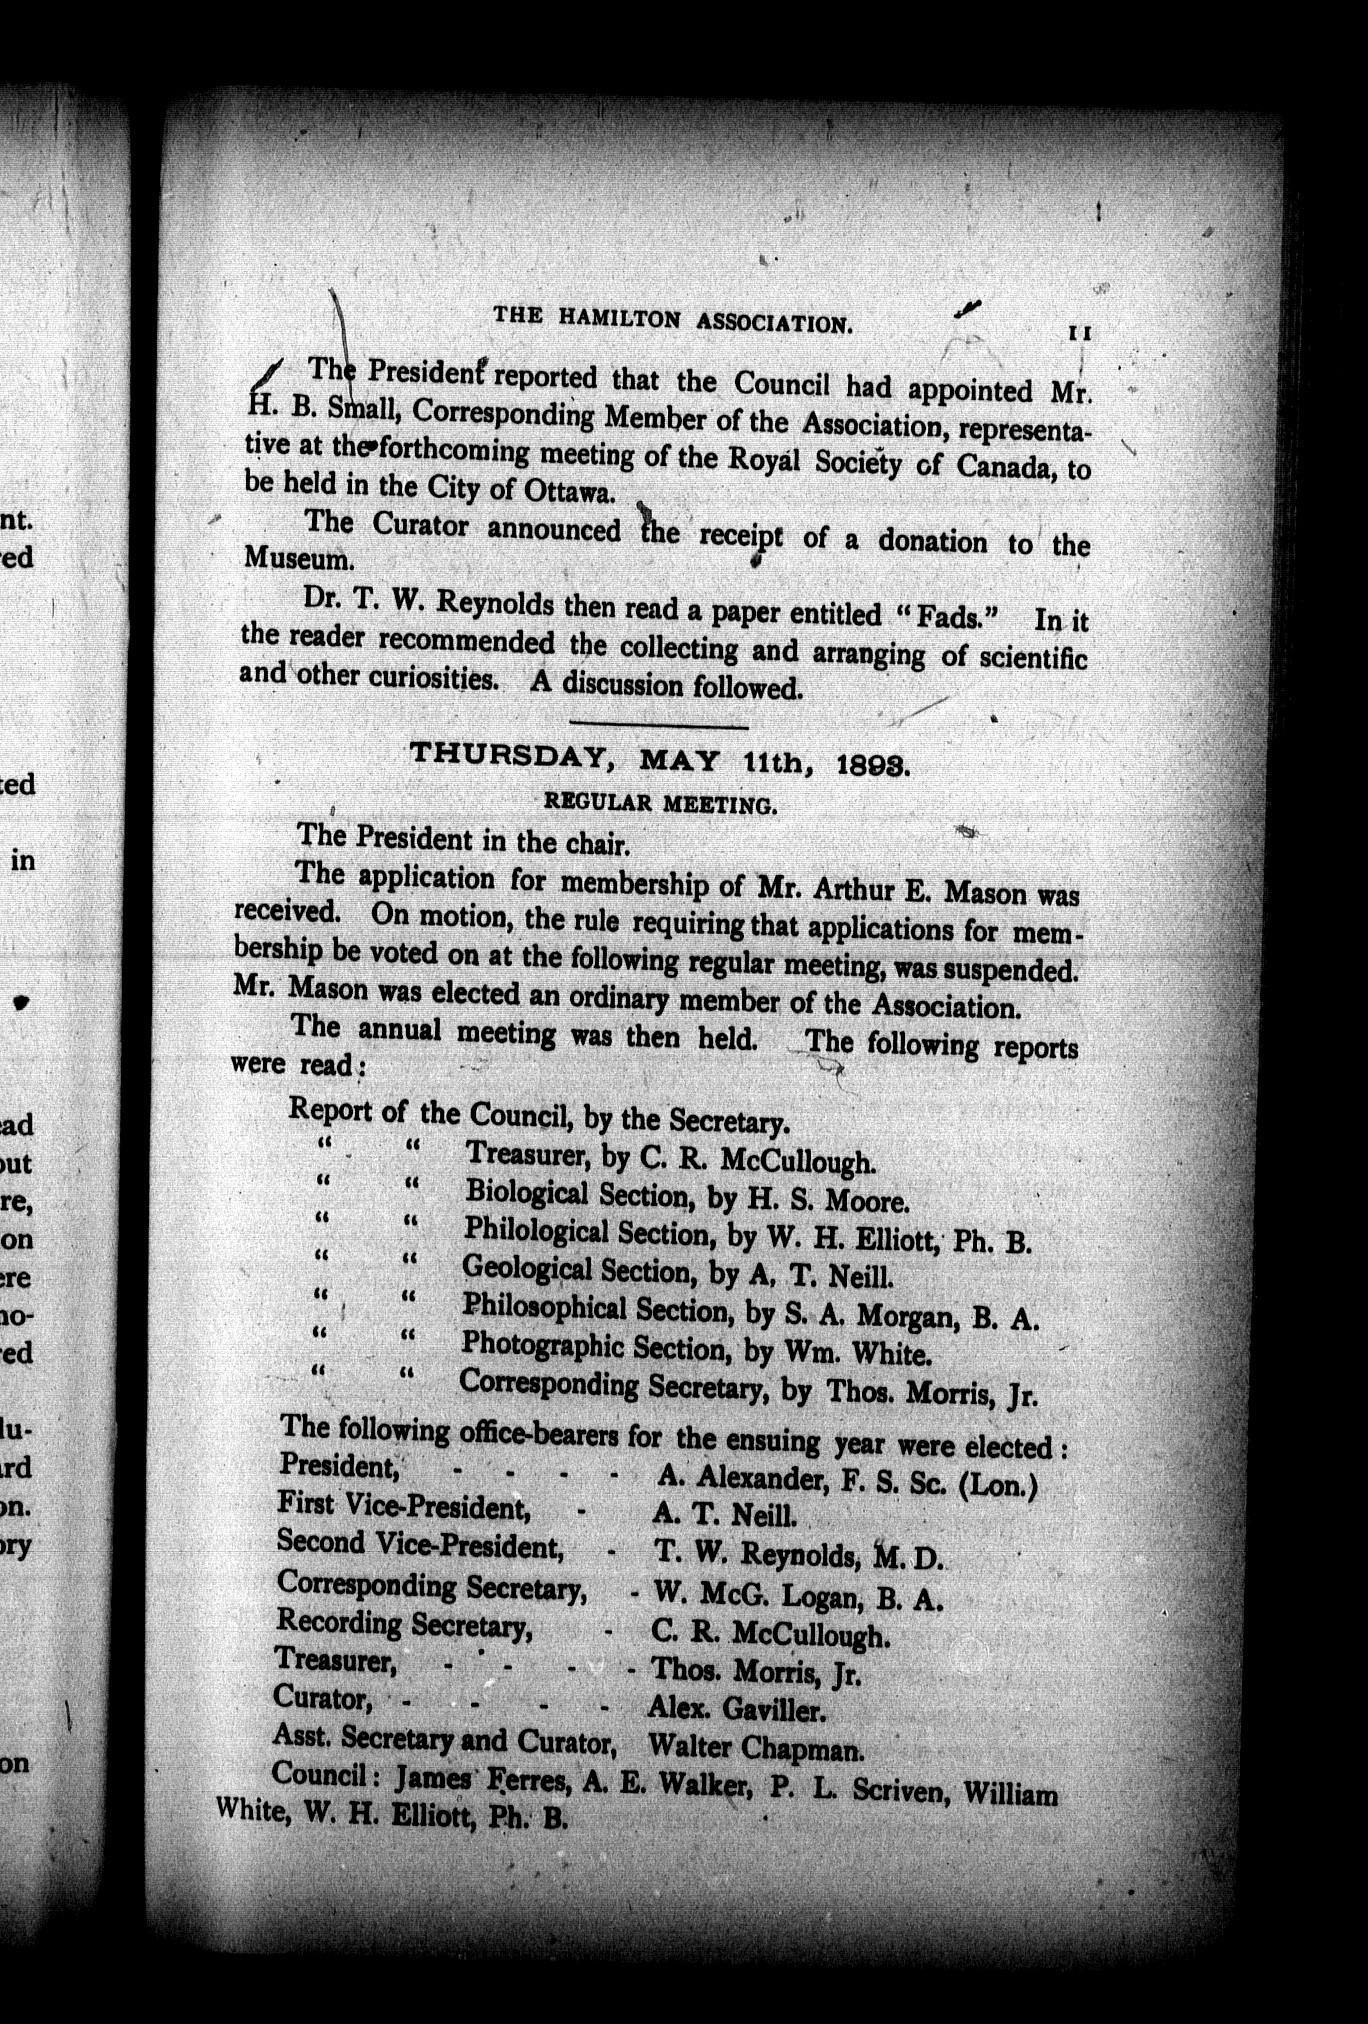 THE HAMILTON ASSOCIATION. 11
The President reported that the Council had appointed Mr.
H. B. Small, Corresponding Member of the Association, representa-
tive at the forthcoming meeting of the Royal Society of Canada, to
be held in the City of Ottawa.
The Curator announced the receipt of a donation to the
Museum.
Dr. T. W. Reynolds then read a paper entitled "Fads." In it
the reader recommended the collecting and arranging of scientific
and other curiosities. A discussion followed.
THURSDAY, MAY 11th, 1893.
REGULAR MEETING.
The President in the chair.
The application for membership of Mr. Arthur E. Mason was
received. On motion, the rule requiring that applications for mem-
bership be voted on at the following regular meeting, was suspended.
Mr. Mason was elected an ordinary member of the Association.
The annual meeting was then held. The following reports
were read:
Report of the Council, by the Secretary.
" " Treasurer, by C. R. McCullough.
" " Biological Section, by H. S. Moore.
" " Philological Section, by W. H. Elliott, Ph. B.
" " Geological Section, by A, T. Neill.
" " Philosophical Section, by S. A. Morgan, B. A.
" " Photographic Section, by Wm. White.
" " Corresponding Secretary, by Thos. Morris, Jr.
The following office-bearers for the ensuing year were elected:
President, - - - - A. Alexander, F. S. Sc. (Lon.)
First Vice-President, - A. T. Neill.
Second Vice-President, - T. W. Reynolds, M. D.
Corresponding Secretary, - W. McG. Logan, B. A.
Recording Secretary, - C. R. McCullough.
Treasurer, - - - - Thos. Morris, Jr.
Curator, - - - - Alex. Gaviller.
Asst. Secretary and Curator, Walter Chapman.
Council: James Ferres, A. E. Walker, P. L. Scriven, William
White, W. H. Elliott, Ph. B.